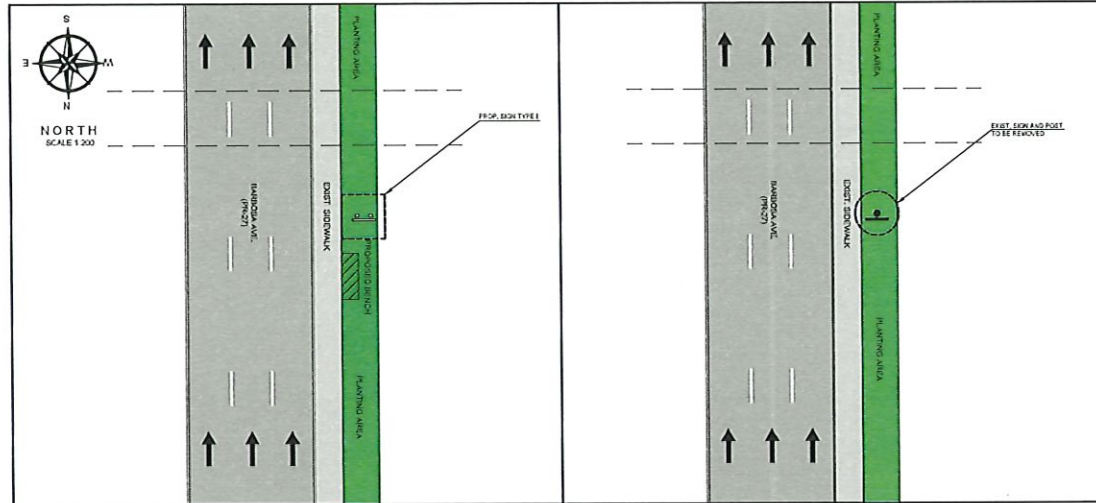 S
E
W
N
NORTH
SCALE 1:200
PLANTING AREA
PROP. SIGN TYPE E
BARBOSA AVE.
(PR-27)
EXIST. SIDEWALK
PROPOSED BENCH
PLANTING AREA
PLANTING AREA
EXIST. SIGN AND POST
TO BE REMOVED
BARBOSA AVE.
(PR-27)
EXIST. SIDEWALK
PLANTING AREA